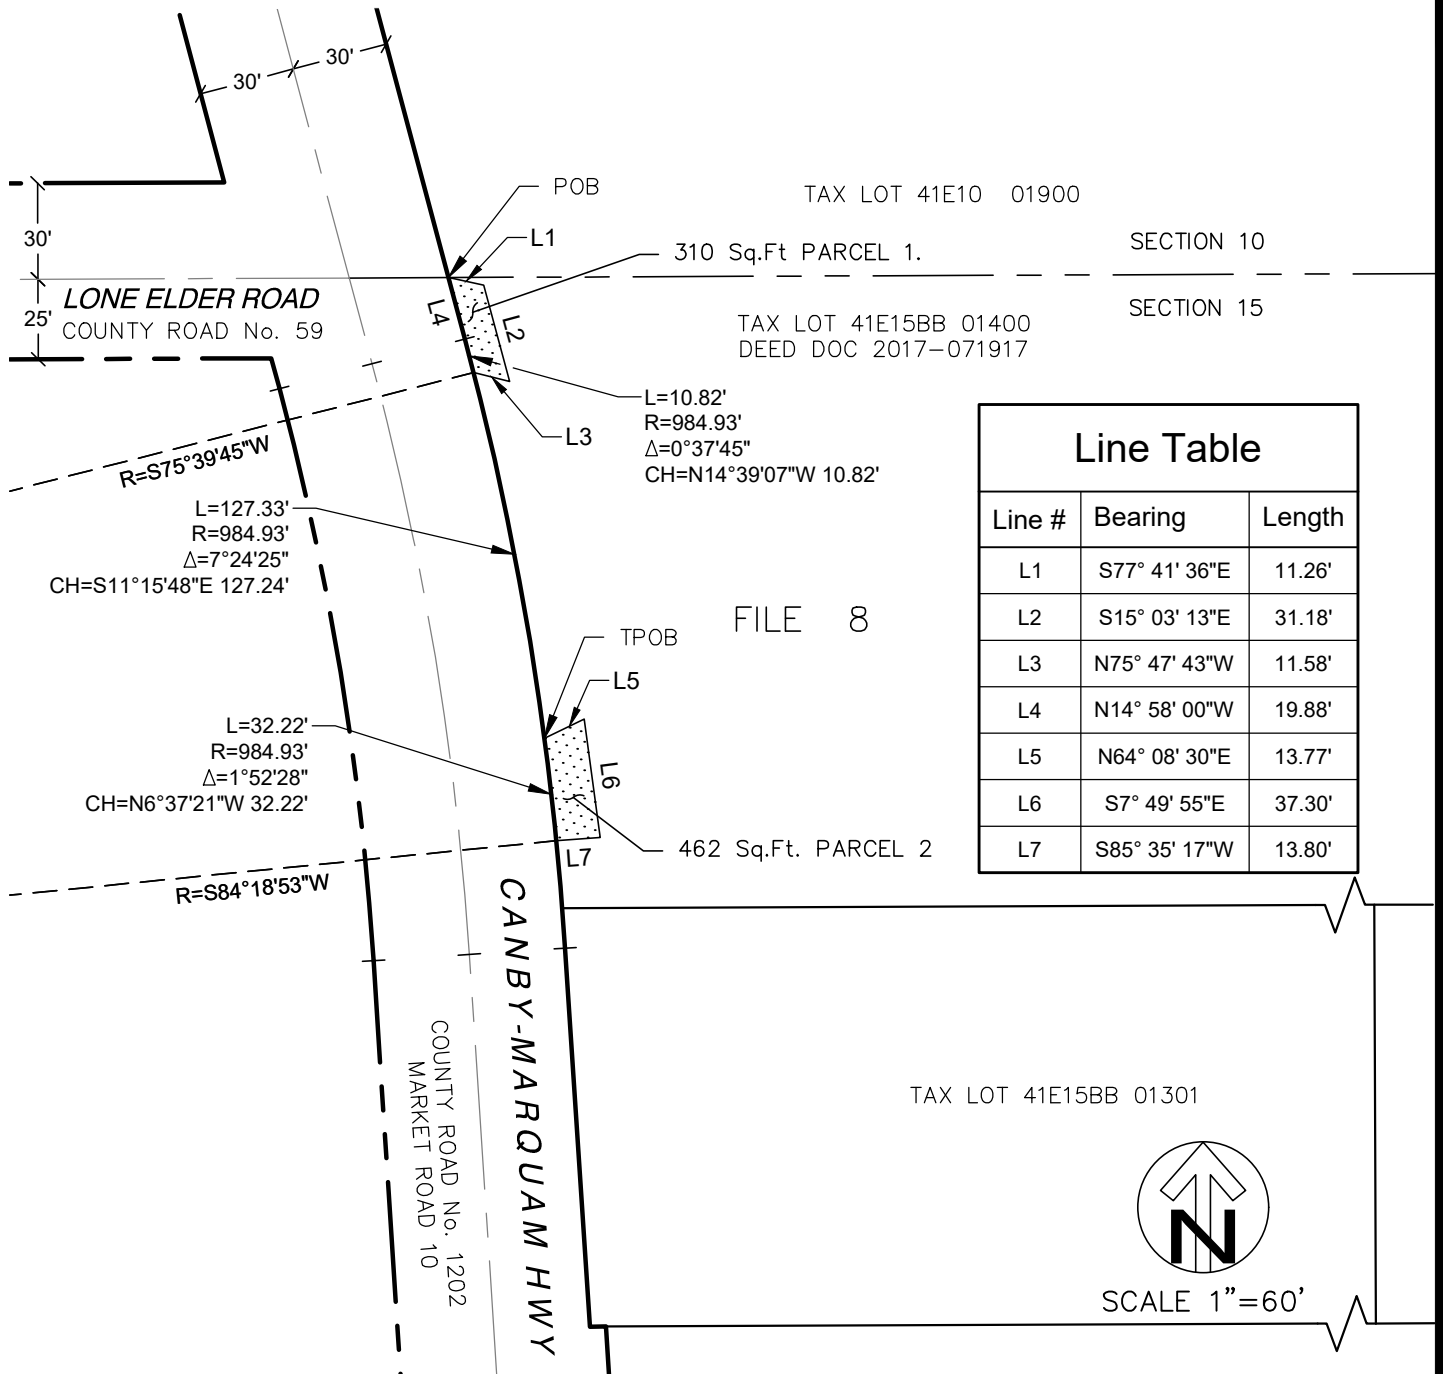 30'
30'
POB
TAX LOT 41E10 01900
30'
L1
310 Sq.Ft PARCEL 1.
SECTION 10
LONE ELDER ROAD
COUNTY ROAD No. 59
25'
L4
L2
SECTION 15
TAX LOT 41E15BB 01400
DEED DOC 2017-071917
L=10.82'
R=984.93'
Δ=0°37'45"
CH=N14°39'07"W 10.82'
L3
R=S75°39'45"W
L=127.33'
R=984.93'
Δ=7°24'25"
CH=S11°15'48"E 127.24'
Line Table
Line # Bearing Length
L1 S77° 41' 36"E 11.26'
L2 S15° 03' 13"E 31.18'
L3 N75° 47' 43"W 11.58'
L4 N14° 58' 00"W 19.88'
L5 N64° 08' 30"E 13.77'
L6 S7° 49' 55"E 37.30'
L7 S85° 35' 17"W 13.80'
FILE 8
TPOB
L5
L=32.22'
R=984.93'
Δ=1°52'28"
CH=N6°37'21"W 32.22'
L6
462 Sq.Ft. PARCEL 2
L7
R=S84°18'53"W
CANBY-MARQUAM HWY
COUNTY ROAD No. 1202
MARKET ROAD 10
TAX LOT 41E15BB 01301
N
SCALE 1"=60'